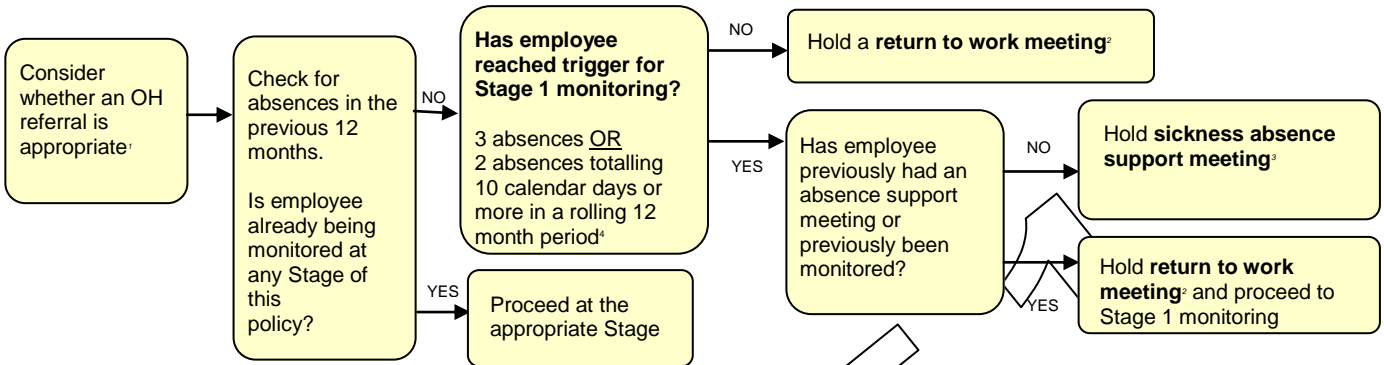 Consider
whether an OH
referral is
appropriate¹
Check for
absences in the
previous 12
months.
Is employee
already being
monitored at
any Stage of
this
policy?
NO
YES
Has employee
reached trigger for
Stage 1 monitoring?
3 absences OR
2 absences totalling
10 calendar days or
more in a rolling 12
month period⁴
Proceed at the
appropriate Stage
NO
YES
Hold a return to work meeting²
Has employee
previously had an
absence support
meeting or
previously been
monitored?
NO
YES
Hold sickness absence
support meeting³
Hold return to work
meeting² and proceed to
Stage 1 monitoring